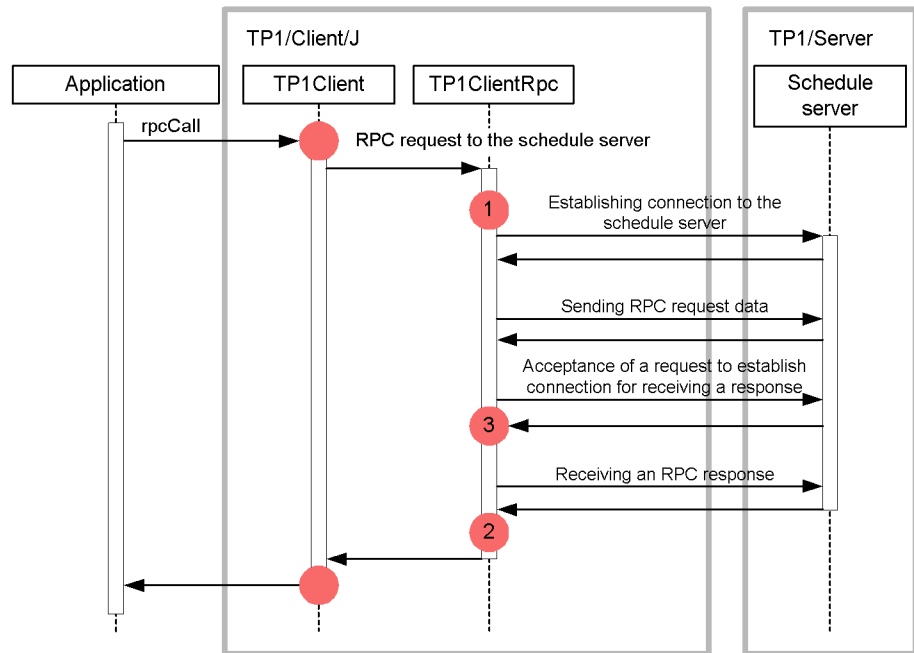 TP1/Client/J
TP1/Server
Application
TP1Client
TP1ClientRpc
Schedule
server
rpcCall
RPC request to the schedule server
1
Establishing connection to the
schedule server
Sending RPC request data
Acceptance of a request to establish
connection for receiving a response
3
Receiving an RPC response
2